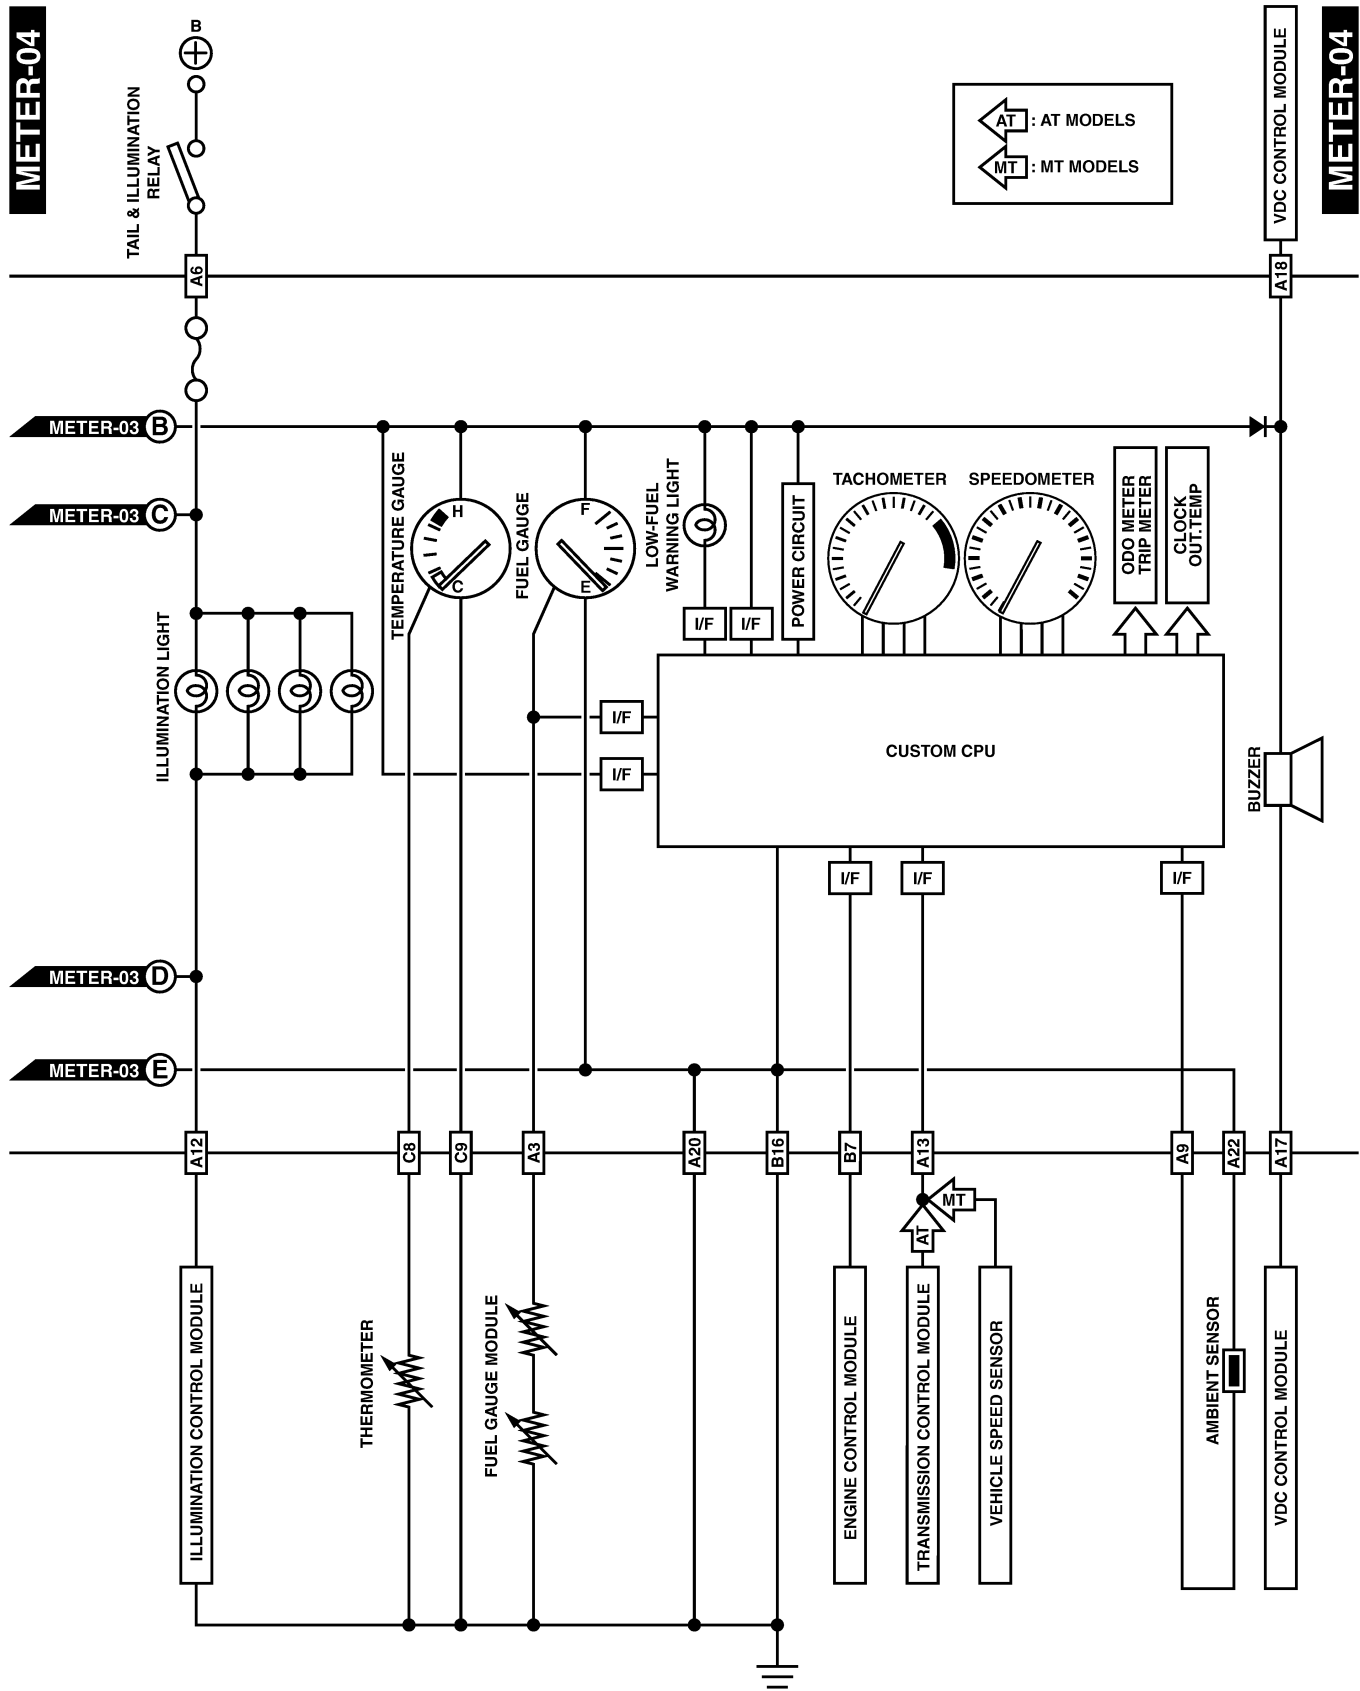 METER-04
B
TAIL & ILLUMINATION
RELAY
AT : AT MODELS
MT : MT MODELS
VDC CONTROL MODULE
METER-04
A6
A18
METER-03 B
METER-03 C
TEMPERATURE GAUGE
H
C
FUEL GAUGE
F
E
LOW-FUEL
WARNING LIGHT
I/F
I/F
POWER CIRCUIT
TACHOMETER
SPEEDOMETER
ODO METER
TRIP METER
CLOCK
OUT.TEMP
ILLUMINATION LIGHT
I/F
I/F
CUSTOM CPU
BUZZER
I/F
I/F
I/F
METER-03 D
METER-03 E
A12
C8
C9
A3
A20
B16
B7
A13
A9
A22
A17
MT
AT
ILLUMINATION CONTROL MODULE
THERMOMETER
FUEL GAUGE MODULE
ENGINE CONTROL MODULE
TRANSMISSION CONTROL MODULE
VEHICLE SPEED SENSOR
AMBIENT SENSOR
VDC CONTROL MODULE